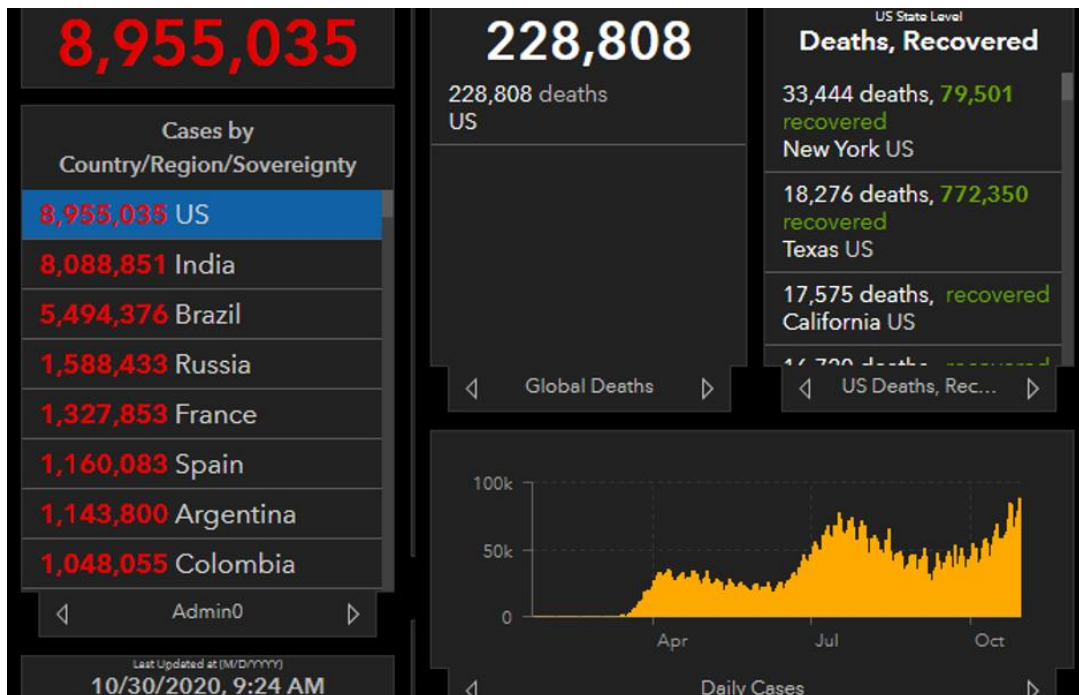 8,955,035
Cases by
Country/Region/Sovereignty
8,955,035 US
8,088,851 India
5,494,376 Brazil
1,588,433 Russia
1,327,853 France
1,160,083 Spain
1,143,800 Argentina
1,048,055 Colombia
Admin0
Last Updated at (M/D/YYYY)
10/30/2020, 9:24 AM
228,808
228,808 deaths
US
Global Deaths
US State Level
Deaths, Recovered
33,444 deaths, 79,501
recovered
New York US
18,276 deaths, 772,350
recovered
Texas US
17,575 deaths, recovered
California US
deaths, recovered
US Deaths, Rec...
100k
50k
0
Apr Jul Oct
Daily Cases